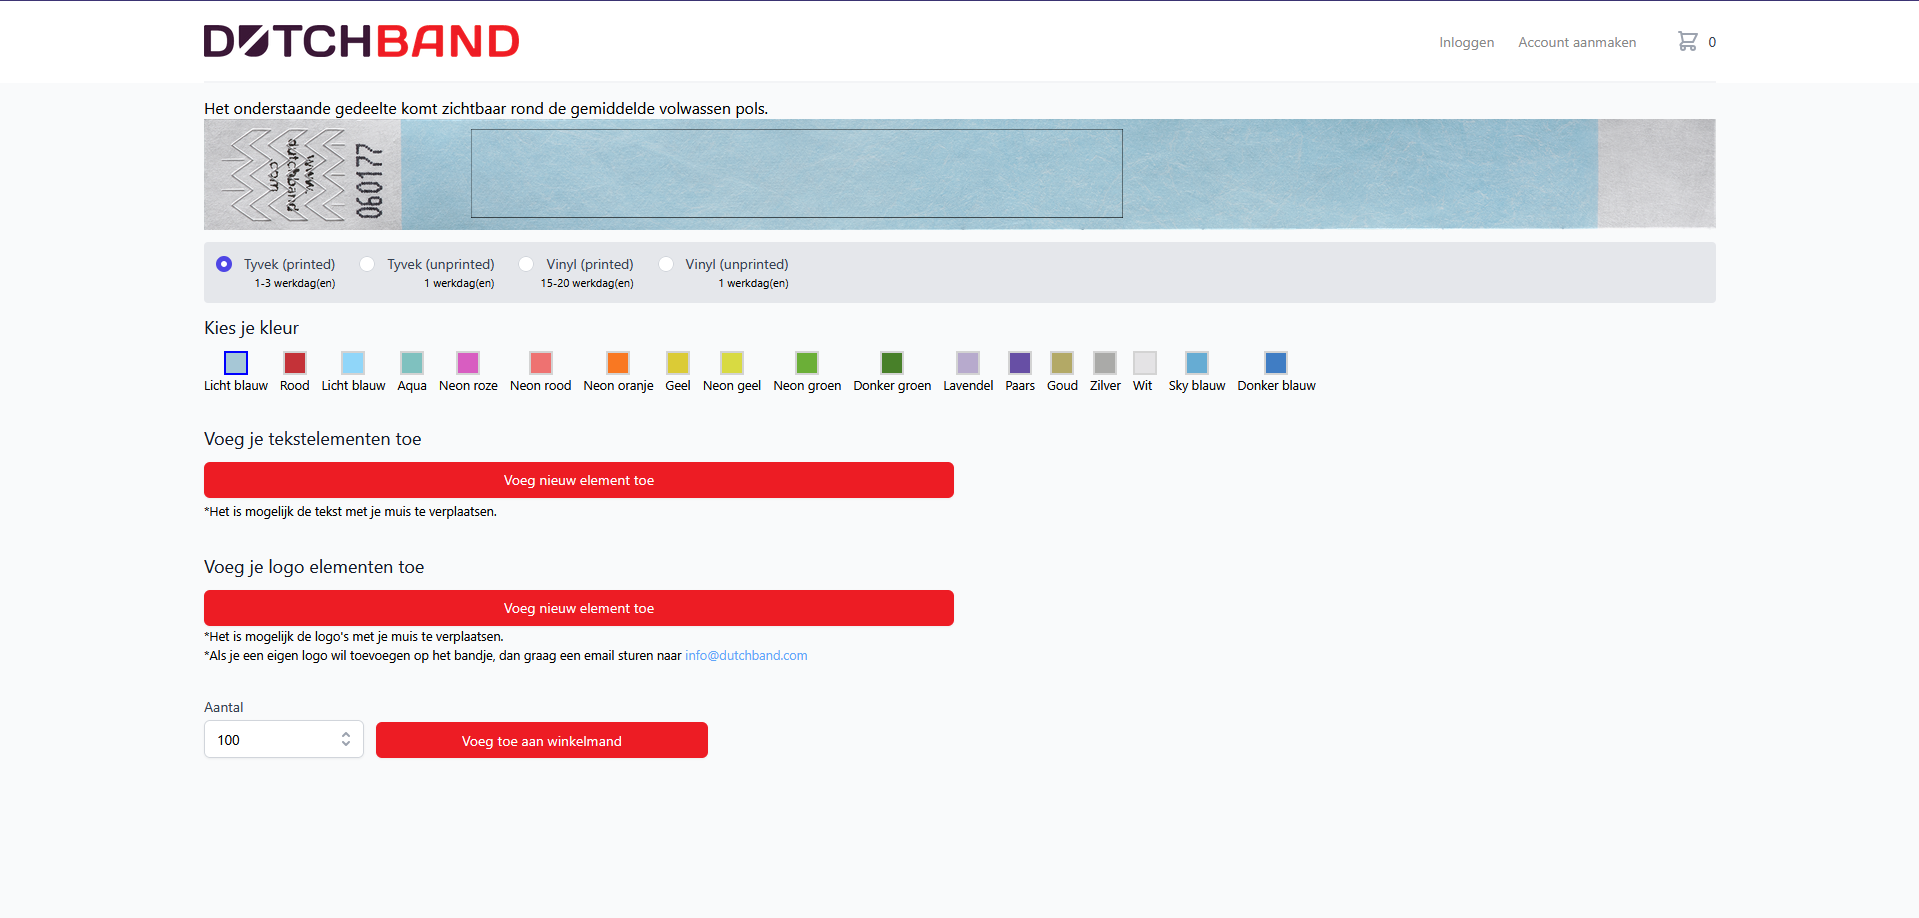 DUTCHBAND
Inloggen
Account aanmaken
0
Het onderstaande gedeelte komt zichtbaar rond de gemiddelde volwassen pols.
www.
dutchband
.com
060177
Tyvek (printed)
1-3 werkdag(en)
Tyvek (unprinted)
1 werkdag(en)
Vinyl (printed)
15-20 werkdag(en)
Vinyl (unprinted)
1 werkdag(en)
Kies je kleur
Licht blauw
Rood
Licht blauw
Aqua
Neon roze
Neon rood
Neon oranje
Geel
Neon geel
Neon groen
Donker groen
Lavendel
Paars
Goud
Zilver
Wit
Sky blauw
Donker blauw
Voeg je tekstelementen toe
Voeg nieuw element toe
*Het is mogelijk de tekst met je muis te verplaatsen.
Voeg je logo elementen toe
Voeg nieuw element toe
*Het is mogelijk de logo's met je muis te verplaatsen.
*Als je een eigen logo wil toevoegen op het bandje, dan graag een email sturen naar info@dutchband.com
Aantal
100
Voeg toe aan winkelmand